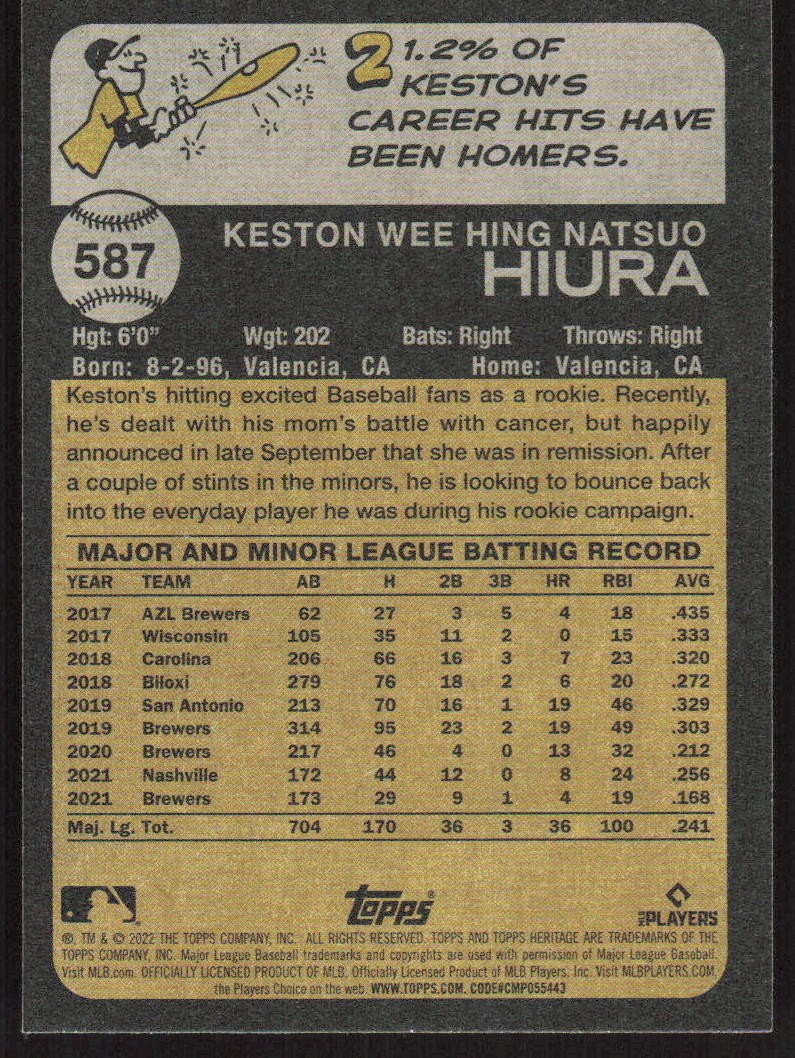 21.2% OF
KESTON'S
CAREER HITS HAVE
BEEN HOMERS.
587
KESTON WEE HING NATSUO
HIURA
Hgt: 6'0" Wgt: 202 Bats: Right Throws: Right
Born: 8-2-96, Valencia, CA Home: Valencia, CA
Keston's hitting excited Baseball fans as a rookie. Recently,
he's dealt with his mom's battle with cancer, but happily
announced in late September that she was in remission. After
a couple of stints in the minors, he is looking to bounce back
into the everyday player he was during his rookie campaign.
MAJOR AND MINOR LEAGUE BATTING RECORD
YEAR TEAM AB H 2B 3B HR RBI AVG
2017 AZL Brewers 62 27 3 5 4 18 .435
2017 Wisconsin 105 35 11 2 0 15 .333
2018 Carolina 206 66 16 3 7 23 .320
2018 Biloxi 279 76 18 2 6 20 .272
2019 San Antonio 213 70 16 1 19 46 .329
2019 Brewers 314 95 23 2 19 49 .303
2020 Brewers 217 46 4 0 13 32 .212
2021 Nashville 172 44 12 0 8 24 .256
2021 Brewers 173 29 9 1 4 19 .168
Maj. Lg. Tot. 704 170 36 3 36 100 .241
Topps®
MLB PLAYERS
®, TM & © 2022 THE TOPPS COMPANY, INC. ALL RIGHTS RESERVED. TOPPS AND TOPPS HERITAGE ARE TRADEMARKS OF THE
TOPPS COMPANY, INC. Major League Baseball trademarks and copyrights are used with permission of Major League Baseball.
Visit MLB.com. OFFICIALLY LICENSED PRODUCT OF MLB. Officially Licensed Product of MLB Players, Inc. Visit MLBPLAYERS.COM,
the Players Choice on the web. WWW.TOPPS.COM. CODE#CMP055443